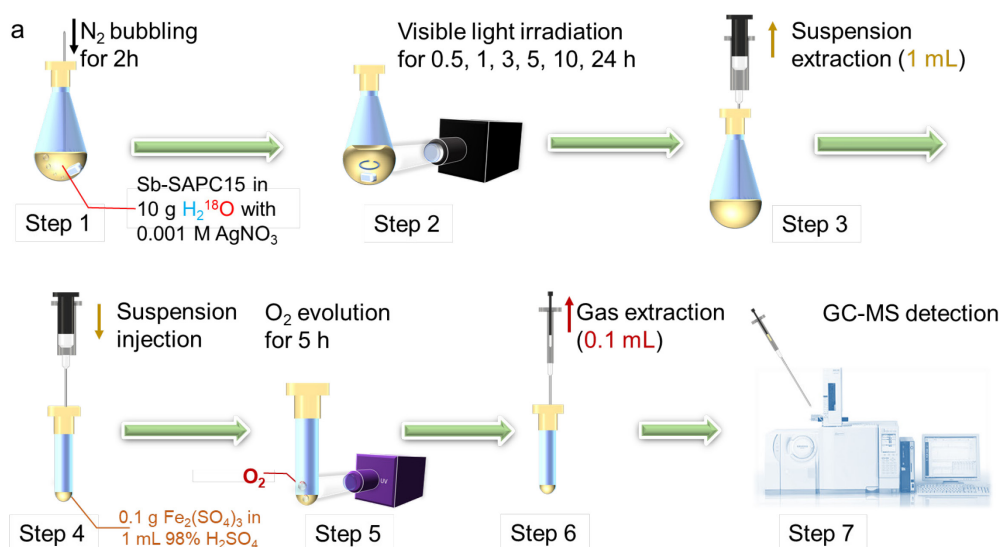 a
N₂ bubbling
for 2h
Visible light irradiation
for 0.5, 1, 3, 5, 10, 24 h
Suspension
extraction (1 mL)
Sb-SAPC15 in
10 g H₂¹⁸O with
0.001 M AgNO₃
Step 1
Step 2
Step 3
Suspension
injection
O₂ evolution
for 5 h
Gas extraction
(0.1 mL)
GC-MS detection
O₂
UV
Step 4
0.1 g Fe₂(SO₄)₃ in
1 mL 98% H₂SO₄
Step 5
Step 6
Step 7